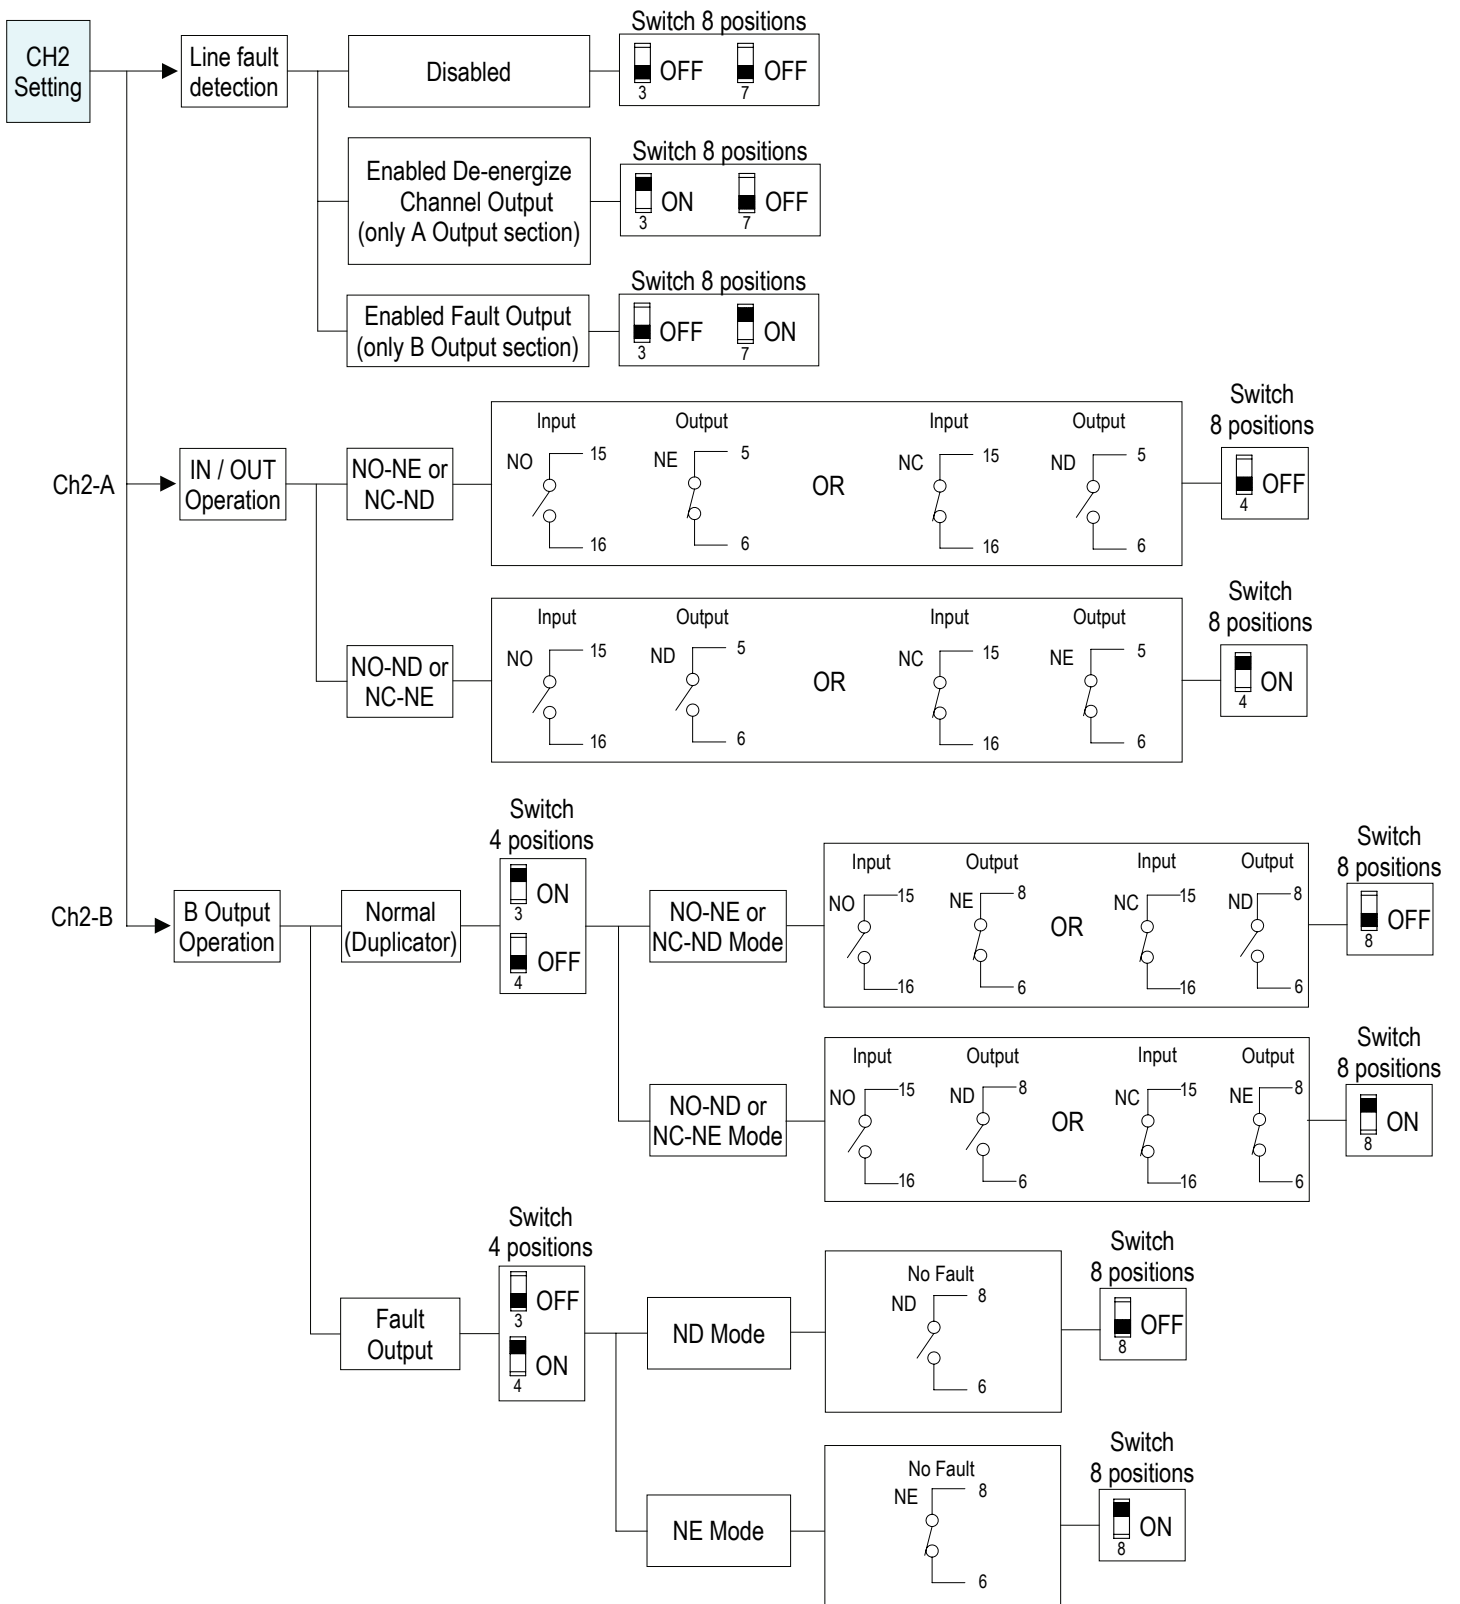 CH2
Setting
Line fault
detection
Disabled
Switch 8 positions
3 OFF
7 OFF
Enabled De-energize
Channel Output
(only A Output section)
Switch 8 positions
3 ON
7 OFF
Enabled Fault Output
(only B Output section)
Switch 8 positions
3 OFF
7 ON
Ch2-A
IN / OUT
Operation
NO-NE or
NC-ND
Input
NO
15
16
Output
NE
5
6
OR
Input
NC
15
16
Output
ND
5
6
Switch
8 positions
OFF
4
NO-ND or
NC-NE
Input
NO
15
16
Output
ND
5
6
OR
Input
NC
15
16
Output
NE
5
6
Switch
8 positions
ON
4
Ch2-B
B Output
Operation
Normal
(Duplicator)
Switch
4 positions
ON
3
OFF
4
NO-NE or
NC-ND Mode
Input
NO
15
16
Output
NE
8
6
OR
Input
NC
15
16
Output
ND
8
6
Switch
8 positions
OFF
8
NO-ND or
NC-NE Mode
Input
NO
15
16
Output
ND
8
6
OR
Input
NC
15
16
Output
NE
8
6
Switch
8 positions
ON
8
Fault
Output
Switch
4 positions
OFF
3
ON
4
ND Mode
No Fault
ND
8
6
Switch
8 positions
OFF
8
NE Mode
No Fault
NE
8
6
Switch
8 positions
ON
8